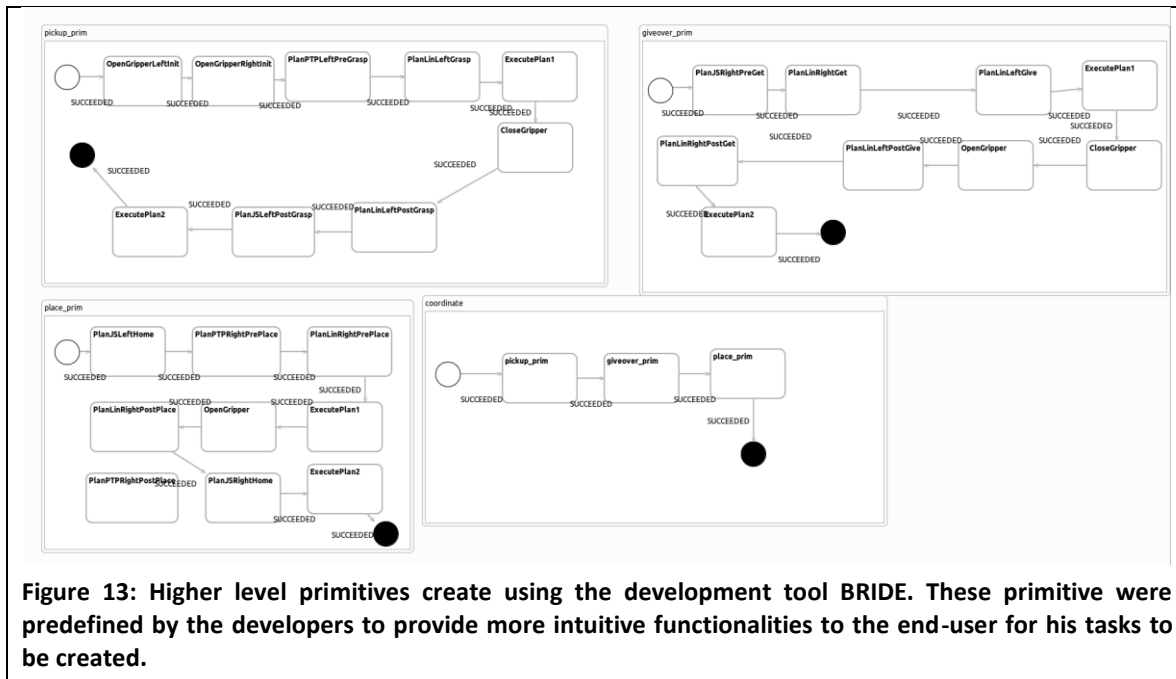 pickup_prim
OpenGripperLeftInit
OpenGripperRightInit
PlanPTPLeftPreGrasp
PlanLinLeftGrasp
ExecutePlan1
SUCCEEDED
SUCCEEDED
SUCCEEDED
SUCCEEDED
SUCCEEDED
SUCCEEDED
CloseGripper
SUCCEEDED
SUCCEEDED
SUCCEEDED
SUCCEEDED
ExecutePlan2
PlanJSLeftPostGrasp
PlanLinLeftPostGrasp
giveover_prim
PlanJSRightPreGet
PlanLinRightGet
PlanLinLeftGive
ExecutePlan1
SUCCEEDED
SUCCEEDED
SUCCEEDED
SUCCEEDED
SUCCEEDED
SUCCEEDED
SUCCEEDED
SUCCEEDED
PlanLinRightPostGet
PlanLinLeftPostGive
OpenGripper
CloseGripper
SUCCEEDED
ExecutePlan2
SUCCEEDED
place_prim
PlanJSLeftHome
PlanPTPRightPrePlace
PlanLinRightPrePlace
SUCCEEDED
SUCCEEDED
SUCCEEDED
SUCCEEDED
SUCCEEDED
SUCCEEDED
PlanLinRightPostPlace
OpenGripper
ExecutePlan1
PlanPTPRightPostPlace
SUCCEEDED
PlanJSRightHome
ExecutePlan2
SUCCEEDED
SUCCEEDED
coordinate
pickup_prim
giveover_prim
place_prim
SUCCEEDED
SUCCEEDED
SUCCEEDED
SUCCEEDED
Figure 13: Higher level primitives create using the development tool BRIDE. These primitive were
predefined by the developers to provide more intuitive functionalities to the end-user for his tasks to
be created.